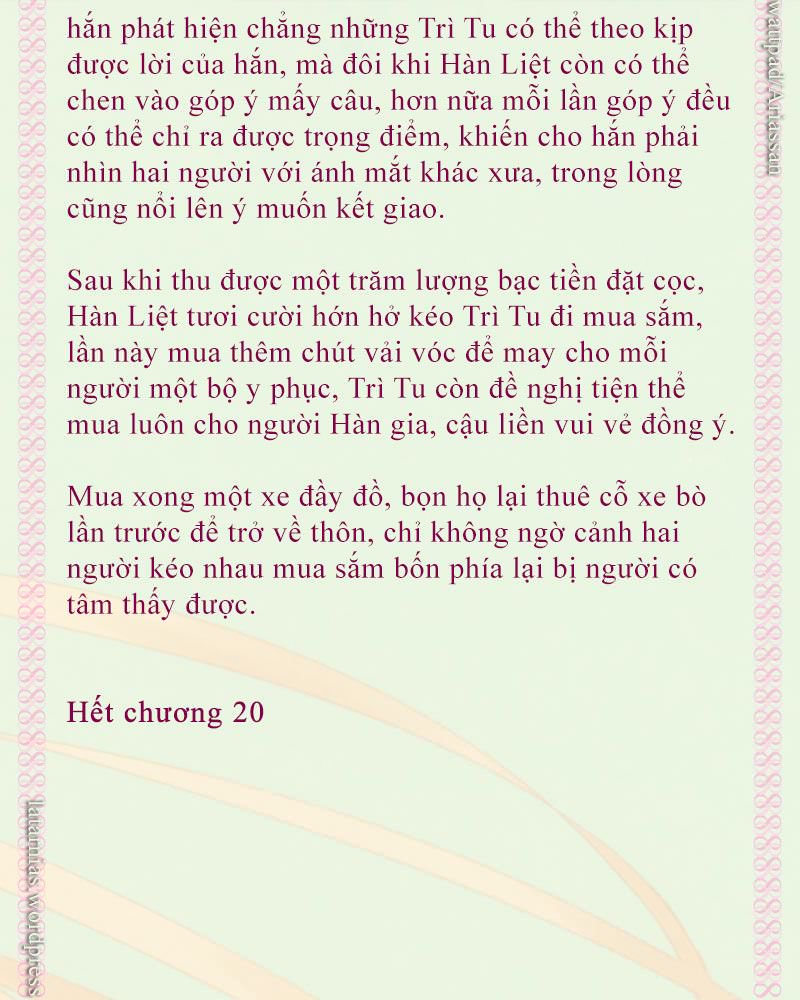 hắn phát hiện chẳng những Trì Tu có thể theo kịp
được lời của hắn, mà đôi khi Hàn Liệt còn có thể
chen vào góp ý mấy câu, hơn nữa mỗi lần góp ý đều
có thể chỉ ra được trọng điểm, khiến cho hắn phải
nhìn hai người với ánh mắt khác xưa, trong lòng
cũng nổi lên ý muốn kết giao.
Sau khi thu được một trăm lượng bạc tiền đặt cọc,
Hàn Liệt tươi cười hớn hở kéo Trì Tu đi mua sắm,
lần này mua thêm chút vải vóc để may cho mỗi
người một bộ y phục, Trì Tu còn đề nghị tiện thể
mua luôn cho người Hàn gia, cậu liền vui vẻ đồng ý.
Mua xong một xe đầy đồ, bọn họ lại thuê cỗ xe bò
lần trước để trở về thôn, chỉ không ngờ cảnh hai
người kéo nhau mua sắm bốn phía lại bị người có
tâm thấy được.
Hết chương 20
wattpad/Ariassan